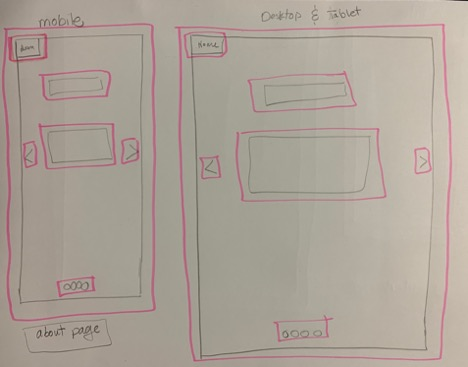 mobile
Desktop & Tablet
Home
<
>
Home
<
>
about page